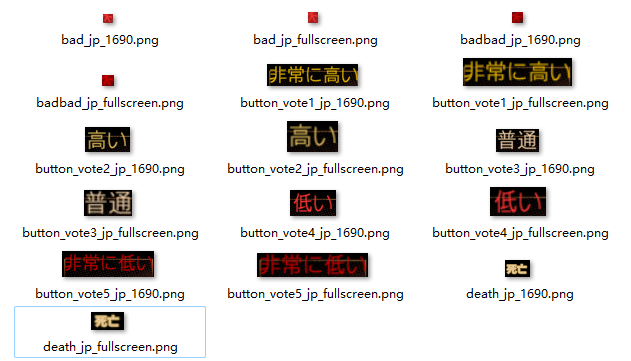 bad_jp_1690.png
bad_jp_fullscreen.png
badbad_jp_1690.png
非常に高い
非常に高い
badbad_jp_fullscreen.png
button_vote1_jp_1690.png
button_vote1_jp_fullscreen.png
高い
高い
普通
button_vote2_jp_1690.png
button_vote2_jp_fullscreen.png
button_vote3_jp_1690.png
普通
低い
低い
button_vote3_jp_fullscreen.png
button_vote4_jp_1690.png
button_vote4_jp_fullscreen.png
非常に低い
非常に低い
死亡
button_vote5_jp_1690.png
button_vote5_jp_fullscreen.png
death_jp_1690.png
死亡
death_jp_fullscreen.png